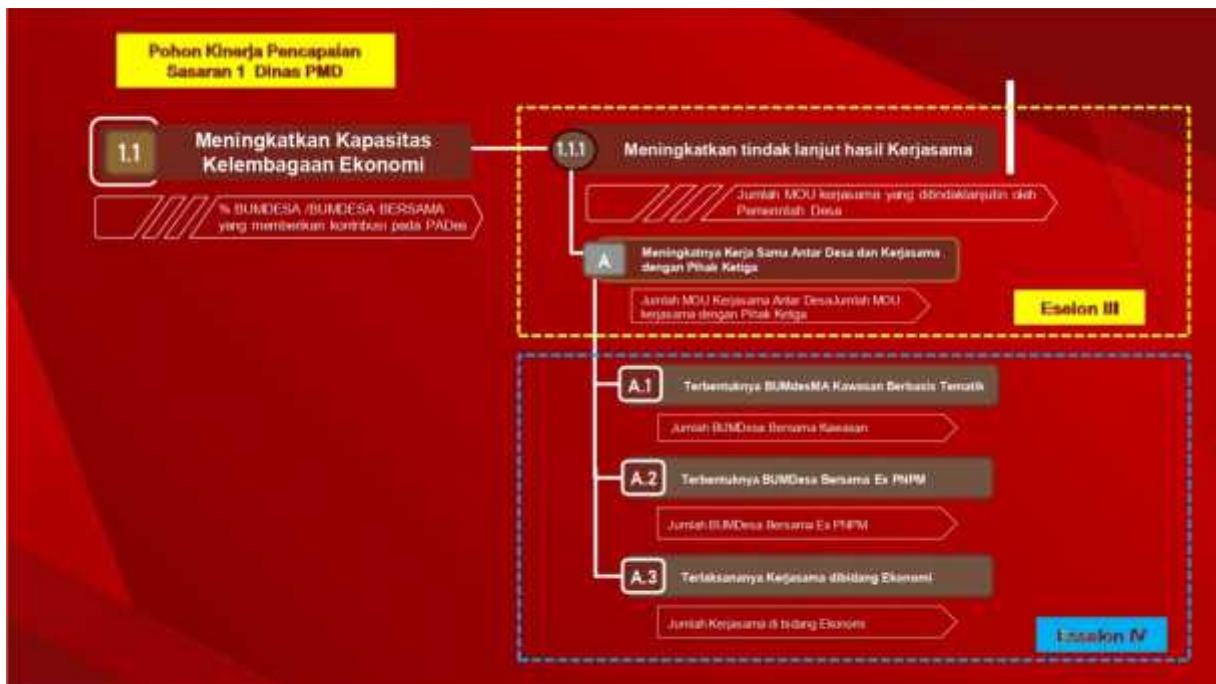 Pohon Kinerja Pencapaian
Sasaran 1 Dinas PMD
1.1
Meningkatkan Kapasitas
Kelembagaan Ekonomi
% BUMDESA /BUMDESA BERSAMA
yang memberikan kontribusi pada PADes
1.1.1
Meningkatkan tindak lanjut hasil Kerjasama
Jumlah MOU kerjasama yang ditindaklanjutin oleh
Pemerintah Desa
A
Meningkatnya Kerja Sama Antar Desa dan Kerjasama
dengan Pihak Ketiga
Jumlah MOU Kerjasama Antar DesaJumlah MOU
kerjasama dengan Pihak Ketiga
Eselon III
A.1
Terbentuknya BUMdesMA Kawasan Berbasis Tematik
Jumlah BUMDesa Bersama Kawasan
A.2
Terbentuknya BUMDesa Bersama Ex PNPM
Jumlah BUMDesa Bersama Ex PNPM
A.3
Terlaksananya Kerjasama dibidang Ekonomi
Jumlah Kerjasama di bidang Ekonomi
Esselon IV